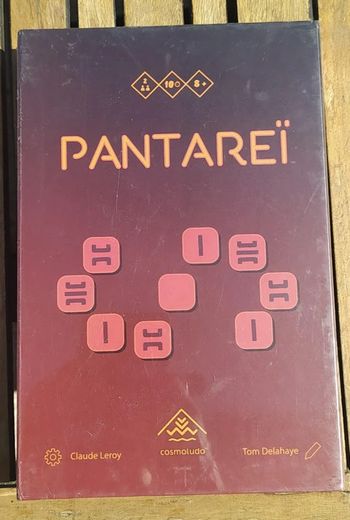 2 10 8 +
PANTAREÏ
cosmoludo
Claude Leroy Tom Delahaye